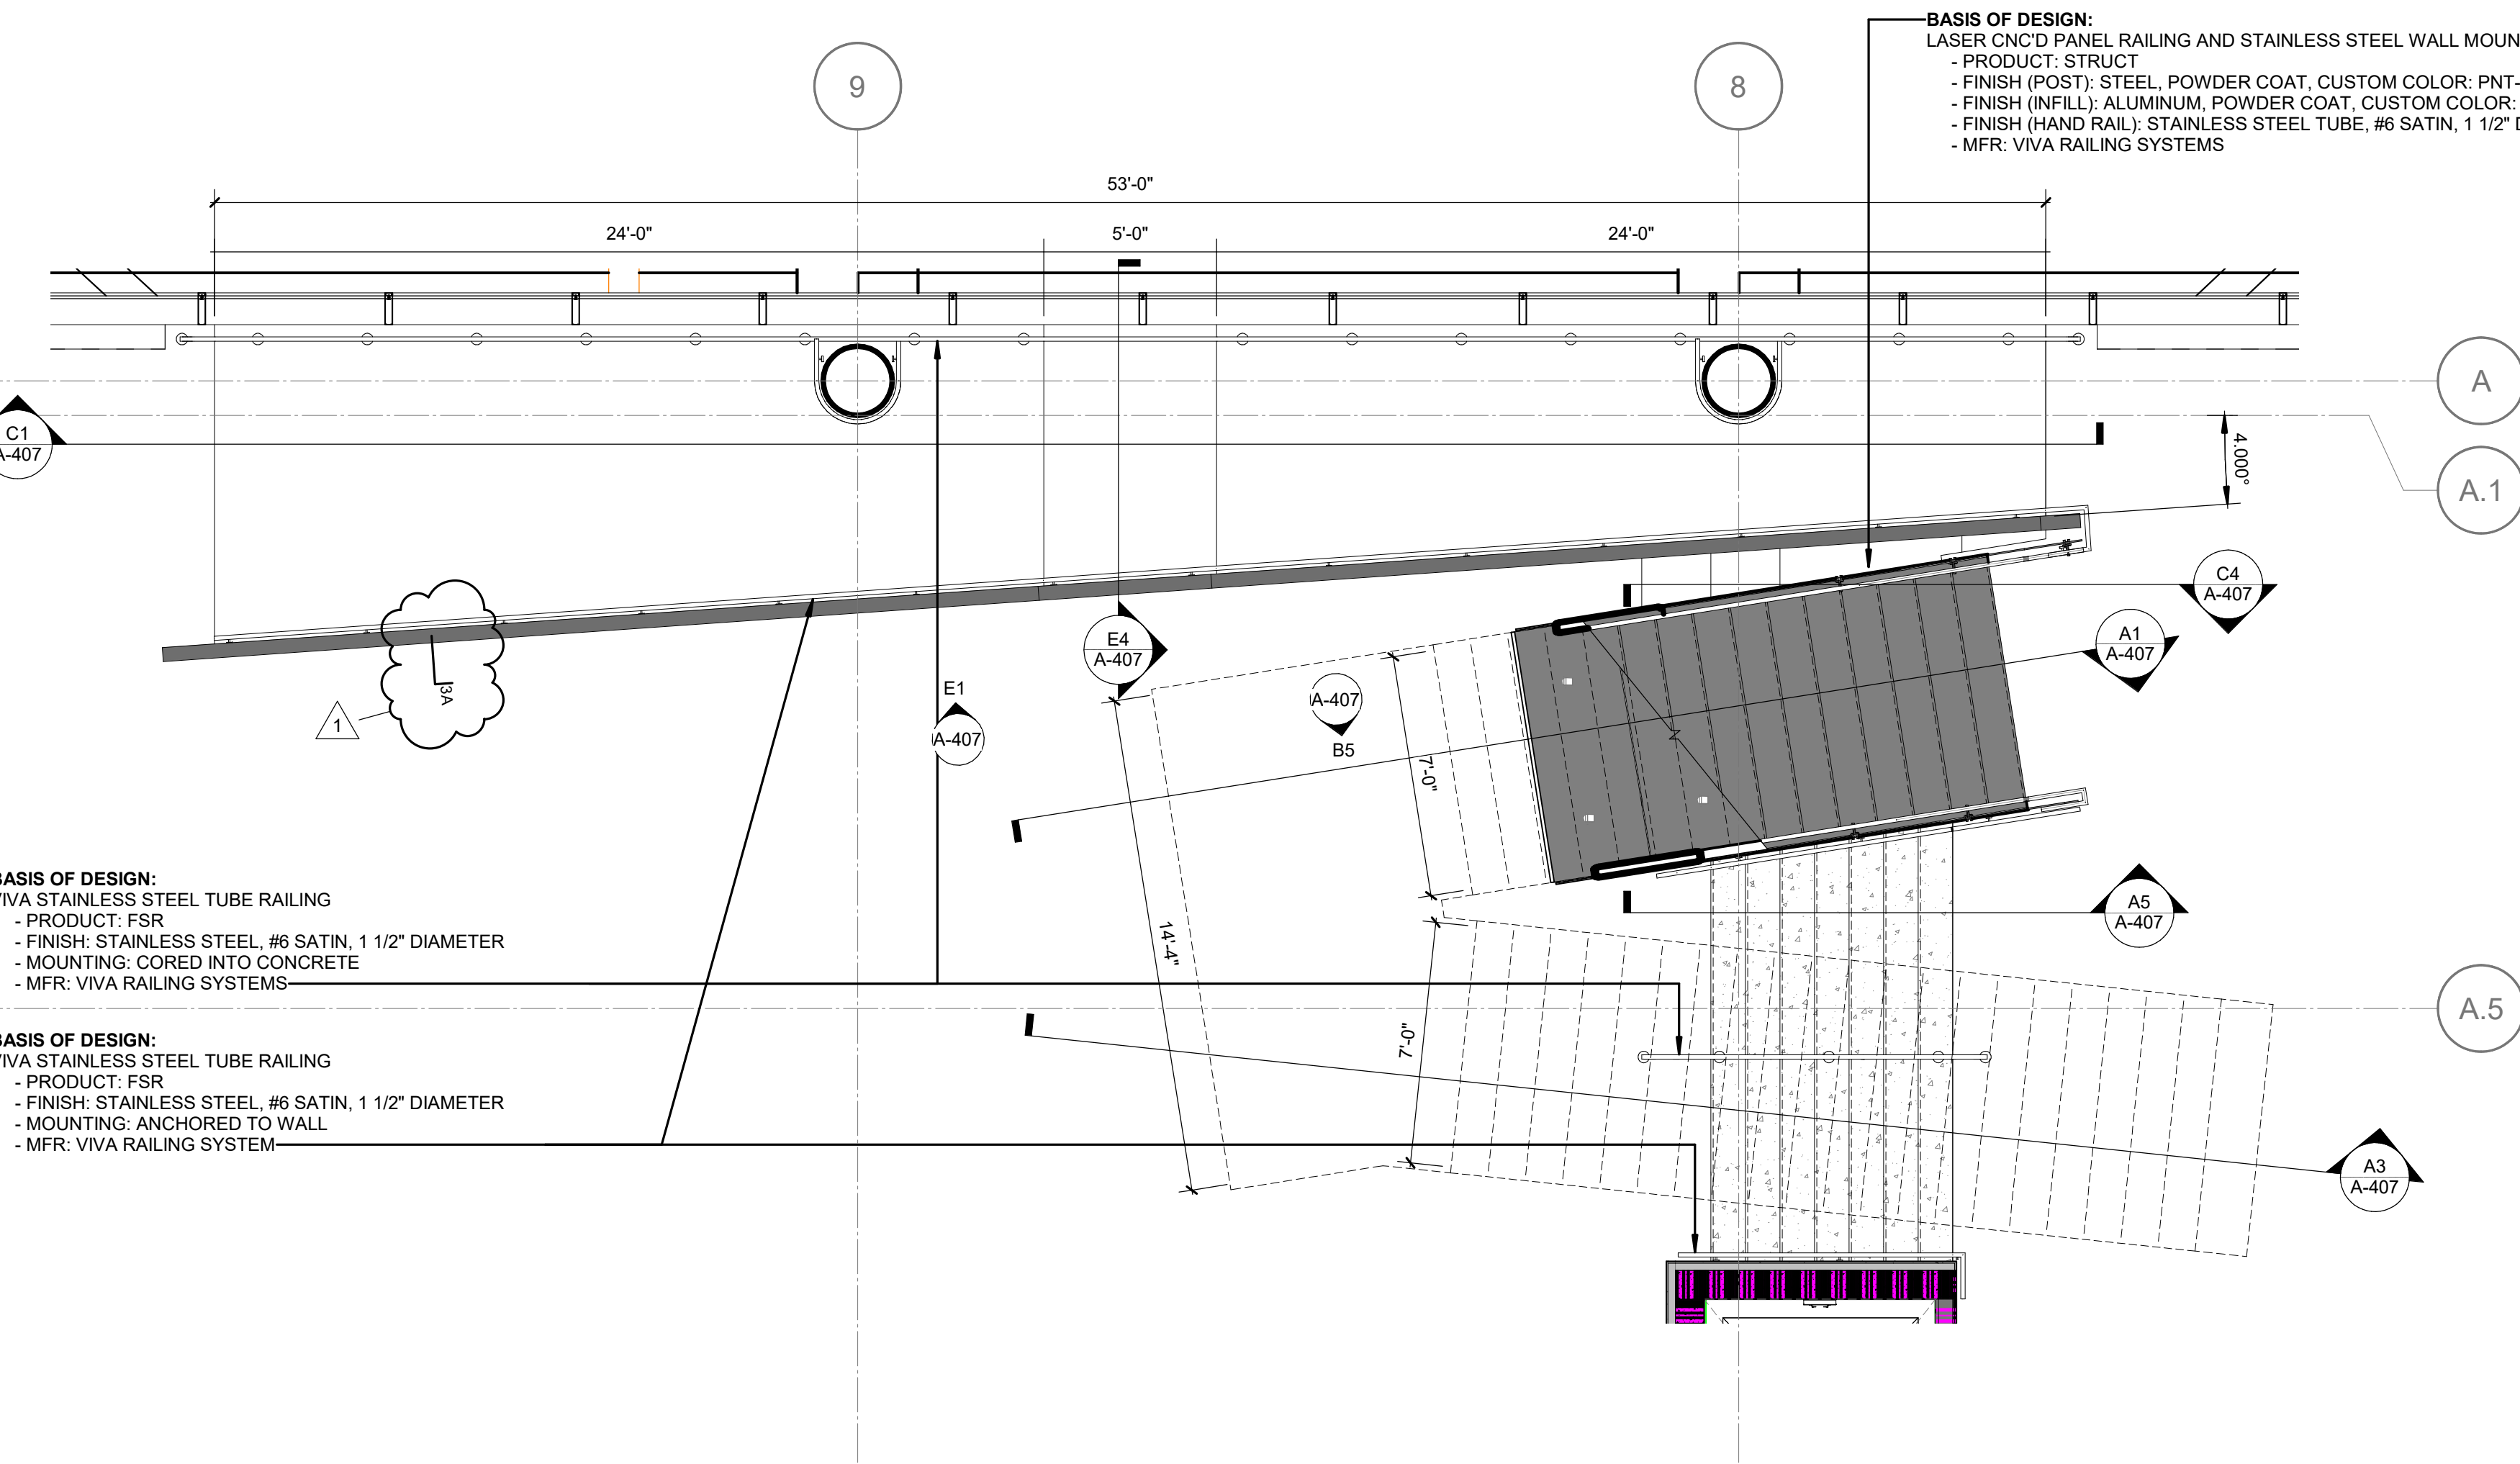 BASIS OF DESIGN:
LASER CNC'D PANEL RAILING AND STAINLESS STEEL WALL MOUN
- PRODUCT: STRUCT
- FINISH (POST): STEEL, POWDER COAT, CUSTOM COLOR: PNT-
- FINISH (INFILL): ALUMINUM, POWDER COAT, CUSTOM COLOR:
- FINISH (HAND RAIL): STAINLESS STEEL TUBE, #6 SATIN, 1 1/2"
- MFR: VIVA RAILING SYSTEMS
9
8
53'-0"
24'-0"
5'-0"
24'-0"
A
C1
A-407
4.000°
A.1
C4
A-407
A1
A-407
E4
A-407
3A
1
E1
A-407
A-407
B5
7'-0"
14'-4"
BASIS OF DESIGN:
VIVA STAINLESS STEEL TUBE RAILING
- PRODUCT: FSR
- FINISH: STAINLESS STEEL, #6 SATIN, 1 1/2" DIAMETER
- MOUNTING: CORED INTO CONCRETE
- MFR: VIVA RAILING SYSTEMS
A5
A-407
A.5
7'-0"
BASIS OF DESIGN:
VIVA STAINLESS STEEL TUBE RAILING
- PRODUCT: FSR
- FINISH: STAINLESS STEEL, #6 SATIN, 1 1/2" DIAMETER
- MOUNTING: ANCHORED TO WALL
- MFR: VIVA RAILING SYSTEM
A3
A-407